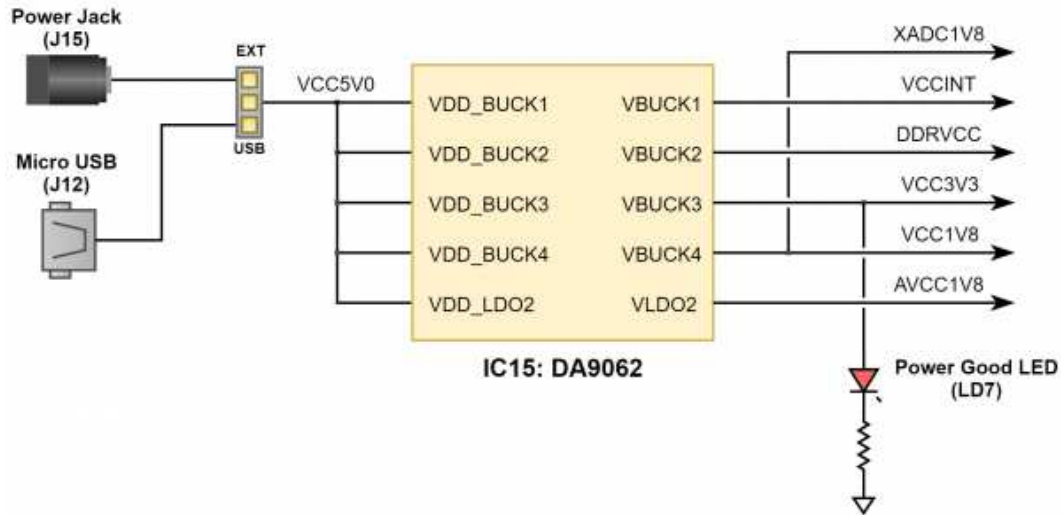 Power Jack
(J15)
EXT
USB
Micro USB
(J12)
VCC5V0
VDD_BUCK1
VDD_BUCK2
VDD_BUCK3
VDD_BUCK4
VDD_LDO2
VBUCK1
VBUCK2
VBUCK3
VBUCK4
VLDO2
IC15: DA9062
XADC1V8
VCCINT
DDRVCC
VCC3V3
VCC1V8
AVCC1V8
Power Good LED
(LD7)